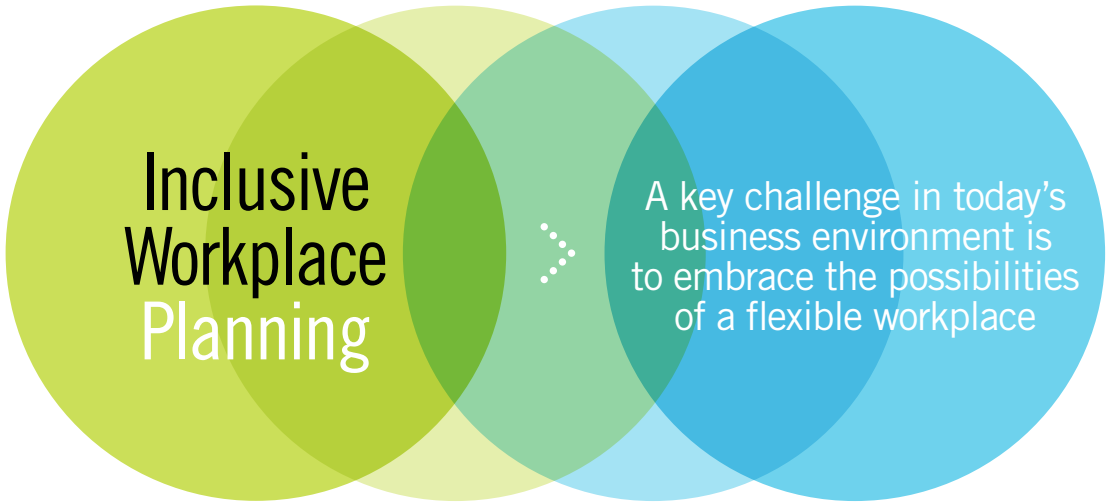 Inclusive
Workplace
Planning
A key challenge in today’s
business environment is
to embrace the possibilities
of a flexible workplace